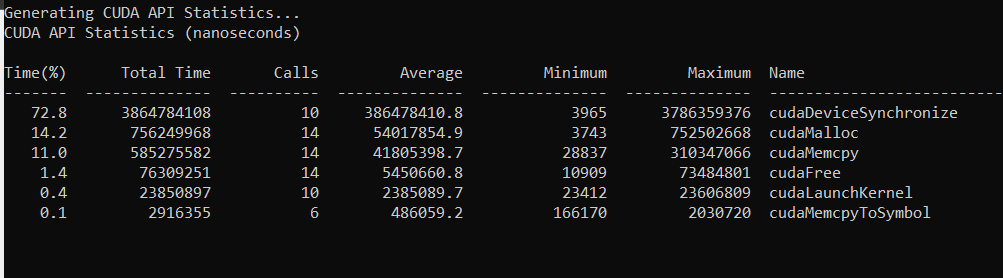 Generating CUDA API Statistics...
CUDA API Statistics (nanoseconds)
Time(%) Total Time Calls Average Minimum Maximum Name
------- -------------- ---------- -------------- -------------- -------------- --------------------------
72.8 3864784108 10 386478410.8 3965 3786359376 cudaDeviceSynchronize
14.2 756249968 14 54017854.9 3743 752502668 cudaMalloc
11.0 585275582 14 41805398.7 28837 310347066 cudaMemcpy
1.4 76309251 14 5450660.8 10909 73484801 cudaFree
0.4 23850897 10 2385089.7 23412 23606809 cudaLaunchKernel
0.1 2916355 6 486059.2 166170 2030720 cudaMemcpyToSymbol